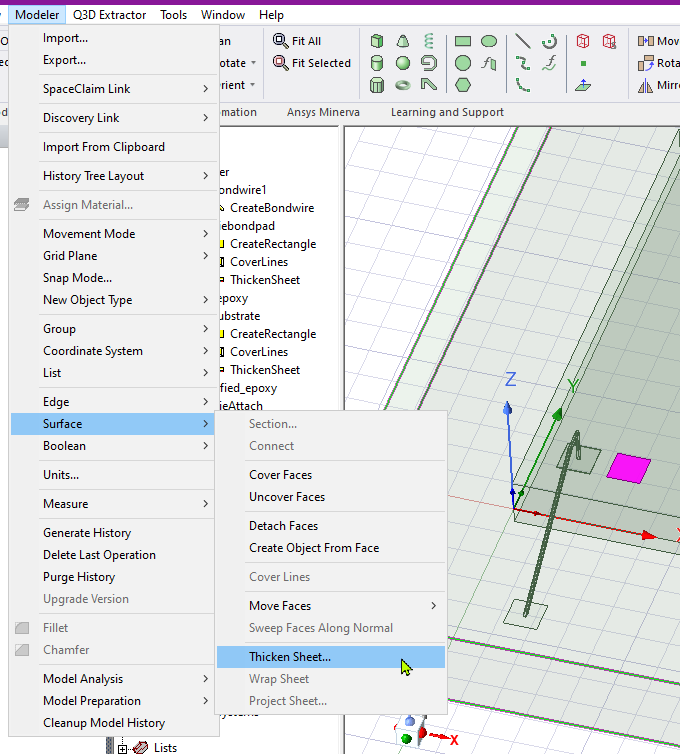 Modeler Q3D Extractor Tools Window Help
Import...
Export...
SpaceClaim Link
Discovery Link
Import From Clipboard
History Tree Layout
Assign Material...
Movement Mode
Grid Plane
Snap Mode...
New Object Type
Group
Coordinate System
List
Edge
Surface
Boolean
Units...
Measure
Generate History
Delete Last Operation
Purge History
Upgrade Version
Fillet
Chamfer
Model Analysis
Model Preparation
Cleanup Model History
Section...
Connect
Cover Faces
Uncover Faces
Detach Faces
Create Object From Face
Cover Lines
Move Faces
Sweep Faces Along Normal
Thicken Sheet...
Wrap Sheet
Project Sheet...
an
otate
rient
Fit All
Fit Selected
Mov
Rota
Mirr
mation Ansys Minerva Learning and Support
er
ondwire1
CreateBondwire
iebondpad
CreateRectangle
CoverLines
ThickenSheet
epoxy
ubstrate
CreateRectangle
CoverLines
ThickenSheet
fied_epoxy
ieAttach
Lists
Z
Y
X